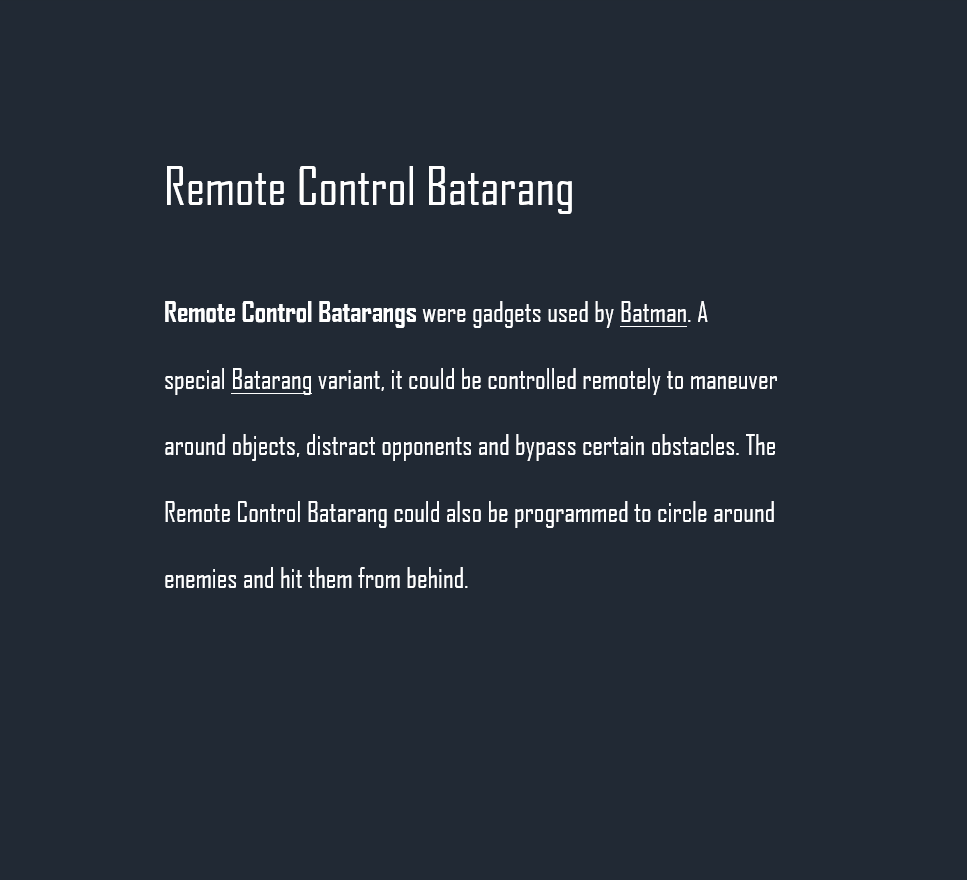 Remote Control Batarang
Remote Control Batarangs were gadgets used by Batman. A
special Batarang variant, it could be controlled remotely to maneuver
around objects, distract opponents and bypass certain obstacles. The
Remote Control Batarang could also be programmed to circle around
enemies and hit them from behind.